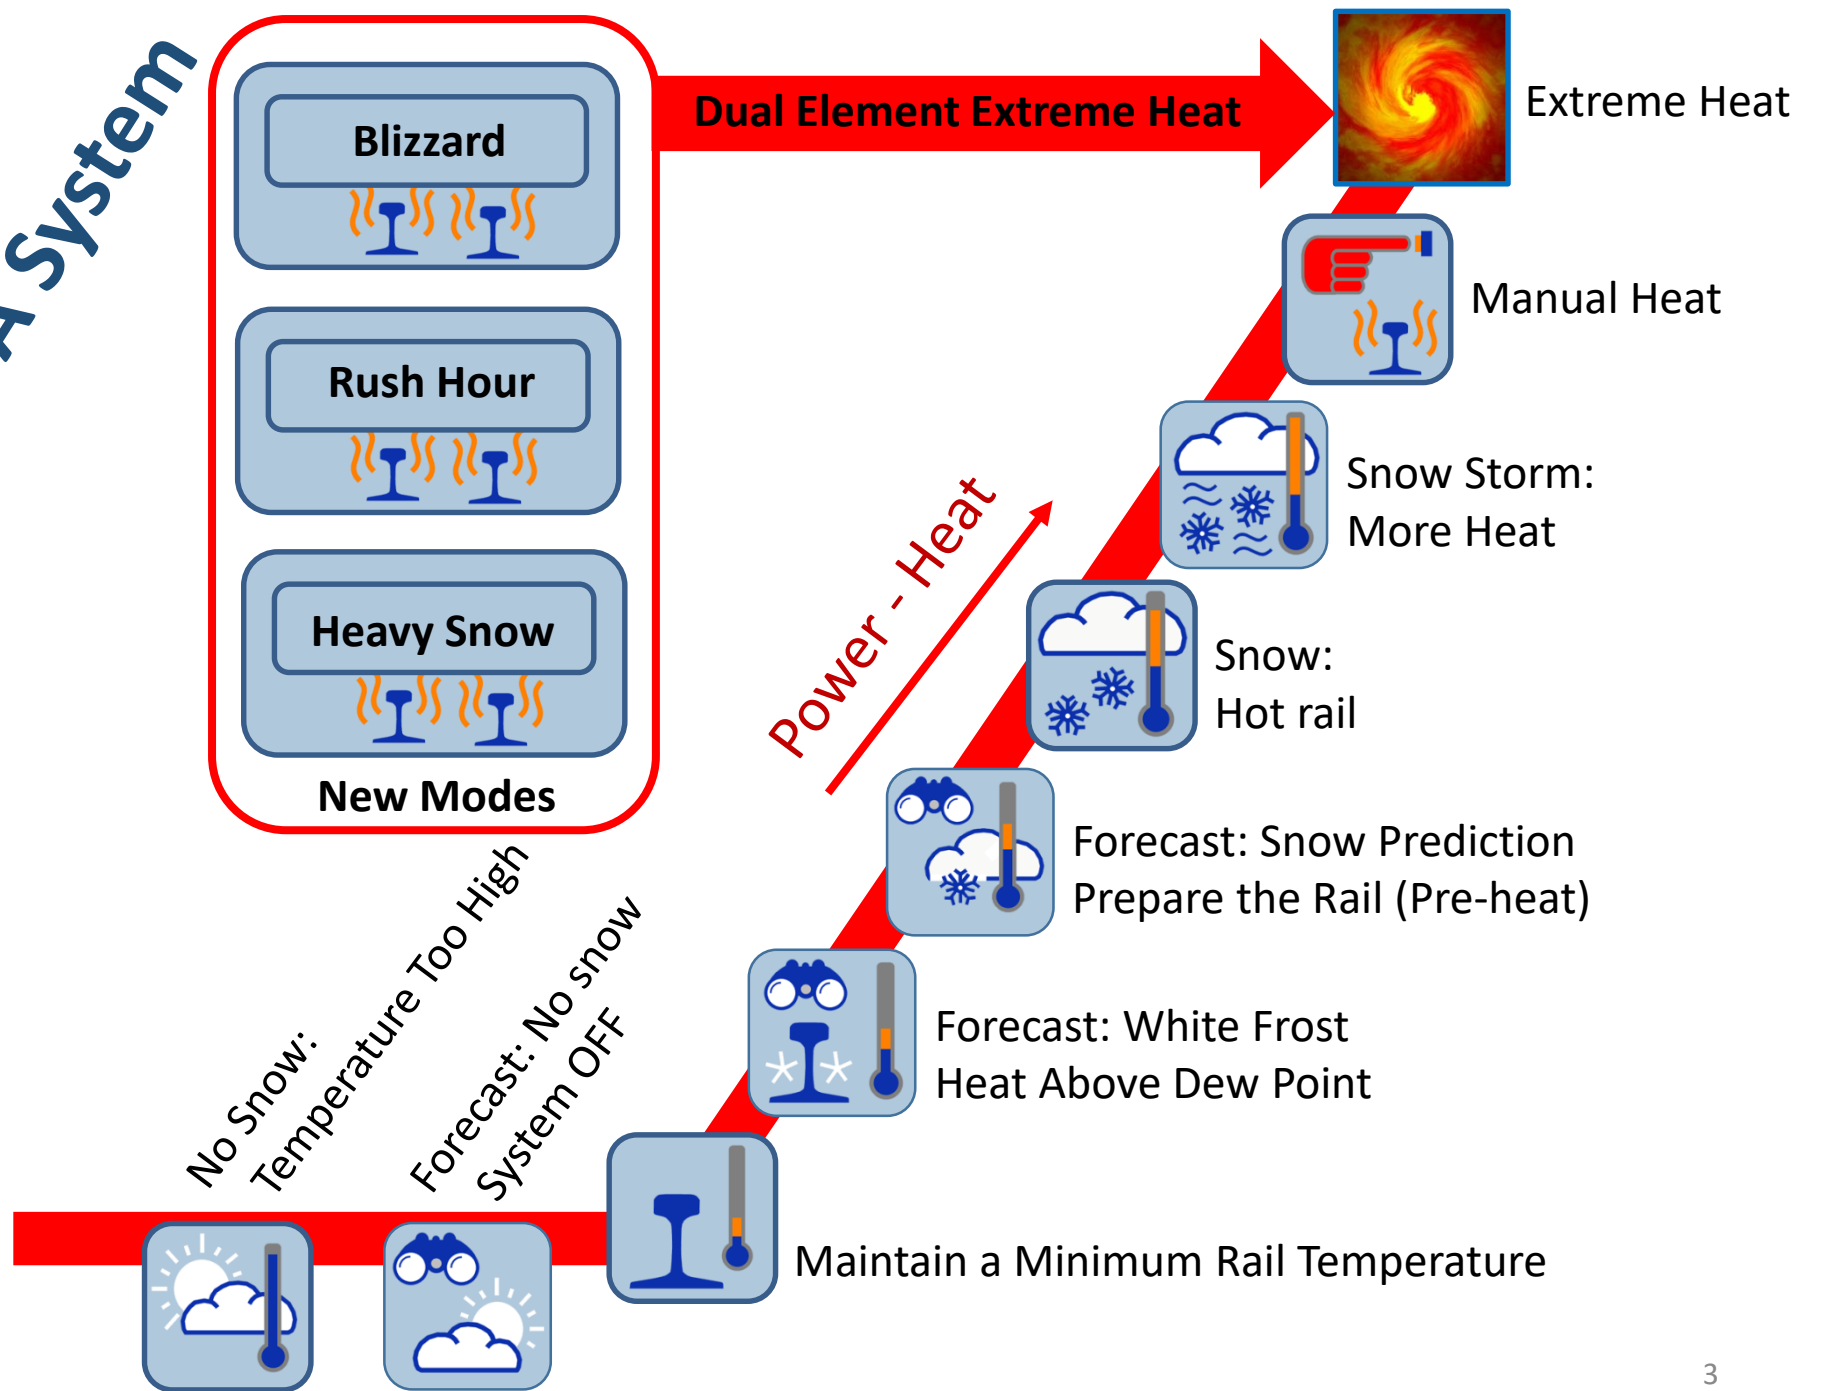 A System
Blizzard
Rush Hour
Heavy Snow
New Modes
Dual Element Extreme Heat
Extreme Heat
Manual Heat
Snow Storm:
More Heat
Snow:
Hot rail
Power - Heat
Forecast: Snow Prediction
Prepare the Rail (Pre-heat)
Forecast: White Frost
Heat Above Dew Point
Maintain a Minimum Rail Temperature
No Snow:
Temperature Too High
Forecast: No snow
System OFF
3